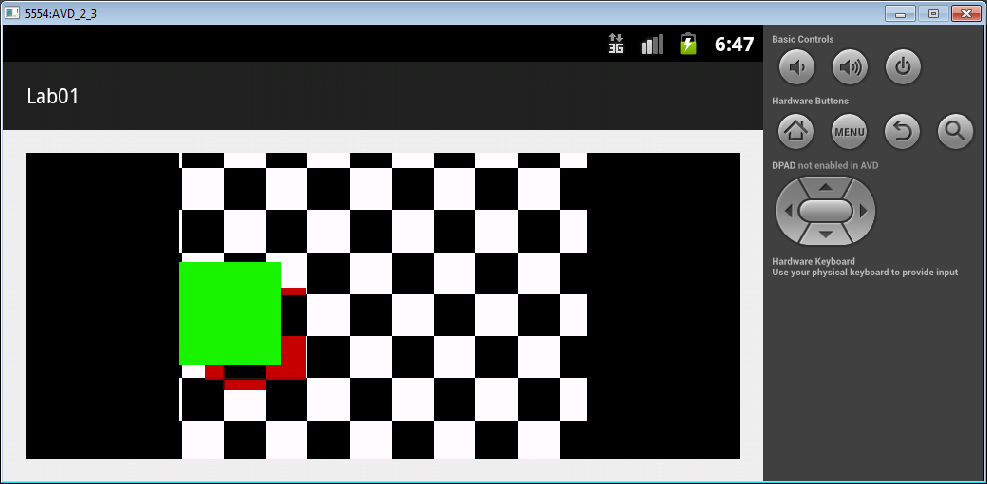 5554:AVD_2_3
3G
6:47
Lab01
Basic Controls
Hardware Buttons
MENU
DPAD not enabled in AVD
Hardware Keyboard
Use your physical keyboard to provide input